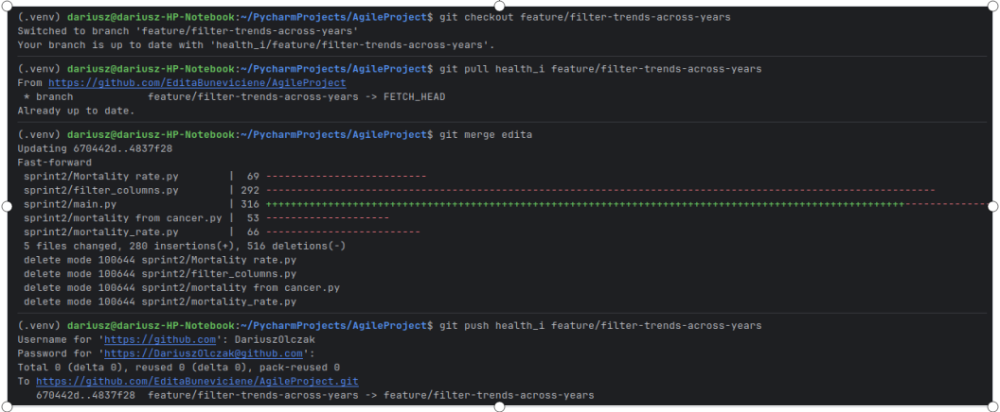 (.venv) dariusz@dariusz-HP-Notebook:~/PycharmProjects/AgileProject$ git checkout feature/filter-trends-across-years
Switched to branch 'feature/filter-trends-across-years'
Your branch is up to date with 'health_i/feature/filter-trends-across-years'.
(.venv) dariusz@dariusz-HP-Notebook:~/PycharmProjects/AgileProject$ git pull health_i feature/filter-trends-across-years
From https://github.com/EditaBuneviciene/AgileProject
 * branch            feature/filter-trends-across-years -> FETCH_HEAD
Already up to date.
(.venv) dariusz@dariusz-HP-Notebook:~/PycharmProjects/AgileProject$ git merge edita
Updating 670442d..4837f28
Fast-forward
 sprint2/Mortality rate.py        |  69 --------------------------
 sprint2/filter_columns.py        | 292 ------------------------------------------------------------------------------------------------------------
 sprint2/main.py                  | 316 +++++++++++++++++++++++++++++++++++++++++++++++++++++++++++++++++++++++++++++++++++++++++++++++++++++++--------------
 sprint2/mortality from cancer.py |  53 --------------------
 sprint2/mortality_rate.py        |  66 -------------------------
 5 files changed, 280 insertions(+), 516 deletions(-)
 delete mode 100644 sprint2/Mortality rate.py
 delete mode 100644 sprint2/filter_columns.py
 delete mode 100644 sprint2/mortality from cancer.py
 delete mode 100644 sprint2/mortality_rate.py
(.venv) dariusz@dariusz-HP-Notebook:~/PycharmProjects/AgileProject$ git push health_i feature/filter-trends-across-years
Username for 'https://github.com': DariuszOlczak
Password for 'https://DariuszOlczak@github.com':
Total 0 (delta 0), reused 0 (delta 0), pack-reused 0
To https://github.com/EditaBuneviciene/AgileProject.git
   670442d..4837f28  feature/filter-trends-across-years -> feature/filter-trends-across-years